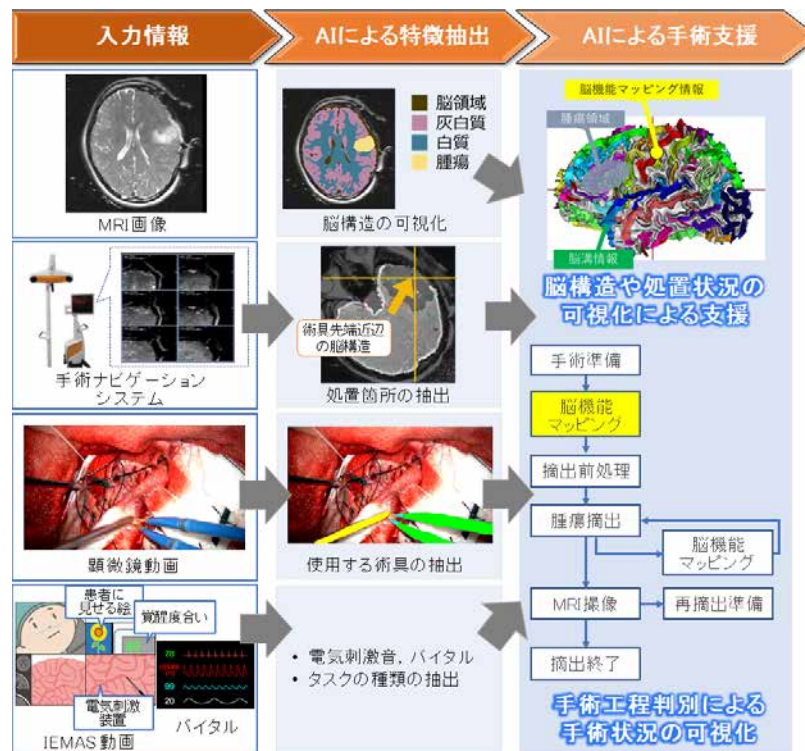 入力情報
AIによる特徴抽出
AIによる手術支援
MRI画像
脳領域
灰白質
白質
腫瘍
脳構造の可視化
脳機能マッピング情報
腫瘍領域
脳溝情報
脳構造や処置状況の
可視化による支援
手術ナビゲーション
システム
術具先端近辺
の脳構造
処置箇所の抽出
顕微鏡動画
使用する術具の抽出
患者に
見せる絵
覚醒度合い
電気刺激
装置
78
99
20
バイタル
IEMAS動画
• 電気刺激音，バイタル
• タスクの種類の抽出
手術準備
脳機能
マッピング
摘出前処理
腫瘍摘出
脳機能
マッピング
MRI撮像
再摘出準備
摘出終了
手術工程判別による
手術状況の可視化